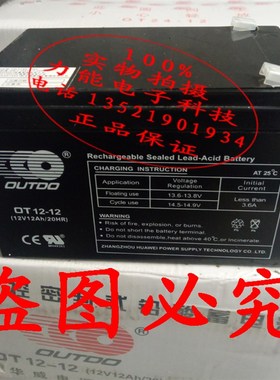 100%
实物拍摄
力能电子科技
电话13521901934
正品保证
OUTDO
OT 12-12
(12V12Ah/20HR)
Rechargeable Sealed Lead-Acid Battery
CHARGING INSTRUCTION AT 25℃
Application Voltage Regulation Initial Current
Floating use 13.6-13.8V Less than 3.6A
Cycle use 14.5-14.9V
WARNING
Risk of fire, explosion, or burns.
Do not short the battery terminals.
Do not disassemble,heat above 40℃ or incinerate.
ZHANGZHOU HUAWEI POWER SUPPLY TECHNOLOGY CO.,LTD.
盗图必究
OT 12-12 (12V12Ah/20HR)